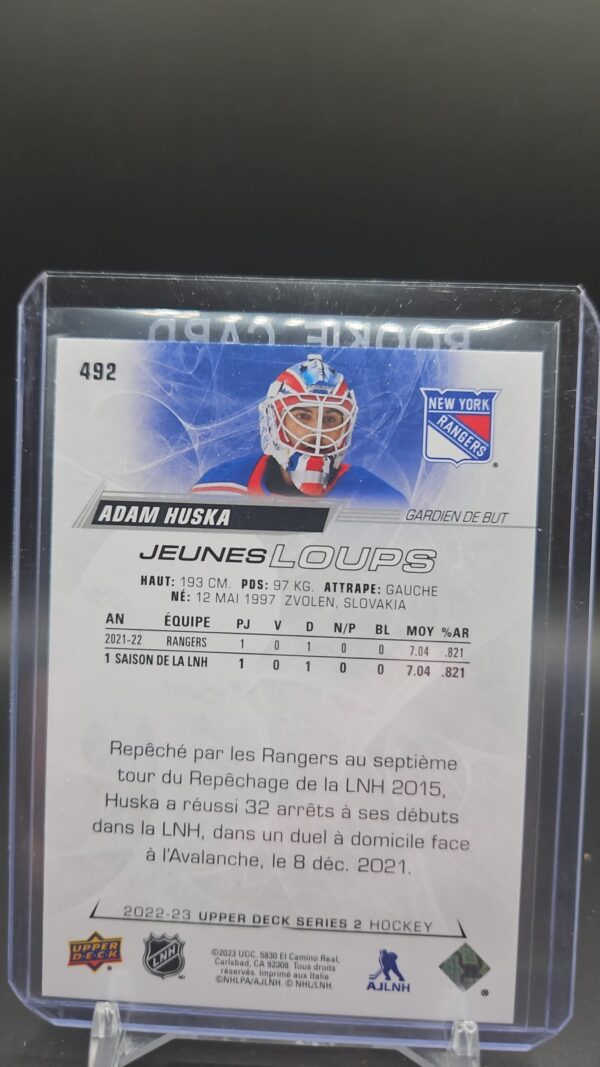 ROOKIE CARD
492
NEW YORK
RANGERS
ADAM HUSKA
GARDIEN DE BUT
JEUNES LOUPS
HAUT: 193 CM. PDS: 97 KG. ATTRAPE: GAUCHE
NÉ: 12 MAI 1997 ZVOLEN, SLOVAKIA
AN ÉQUIPE PJ V D N/P BL MOY %AR
2021-22 RANGERS 1 0 1 0 0 7.04 .821
1 SAISON DE LA LNH 1 0 1 0 0 7.04 .821
Repêché par les Rangers au septième
tour du Repêchage de la LNH 2015,
Huska a réussi 32 arrêts à ses débuts
dans la LNH, dans un duel à domicile face
à l'Avalanche, le 8 déc. 2021.
2022-23 UPPER DECK SERIES 2 HOCKEY
UPPER DECK
LNH
©2023 UDC. 5830 El Camino Real,
Carlsbad, CA 92008. Tous droits
réservés. Imprimé aux Italie
©NHLPA/AJLNH. © NHL/LNH.
AJLNH